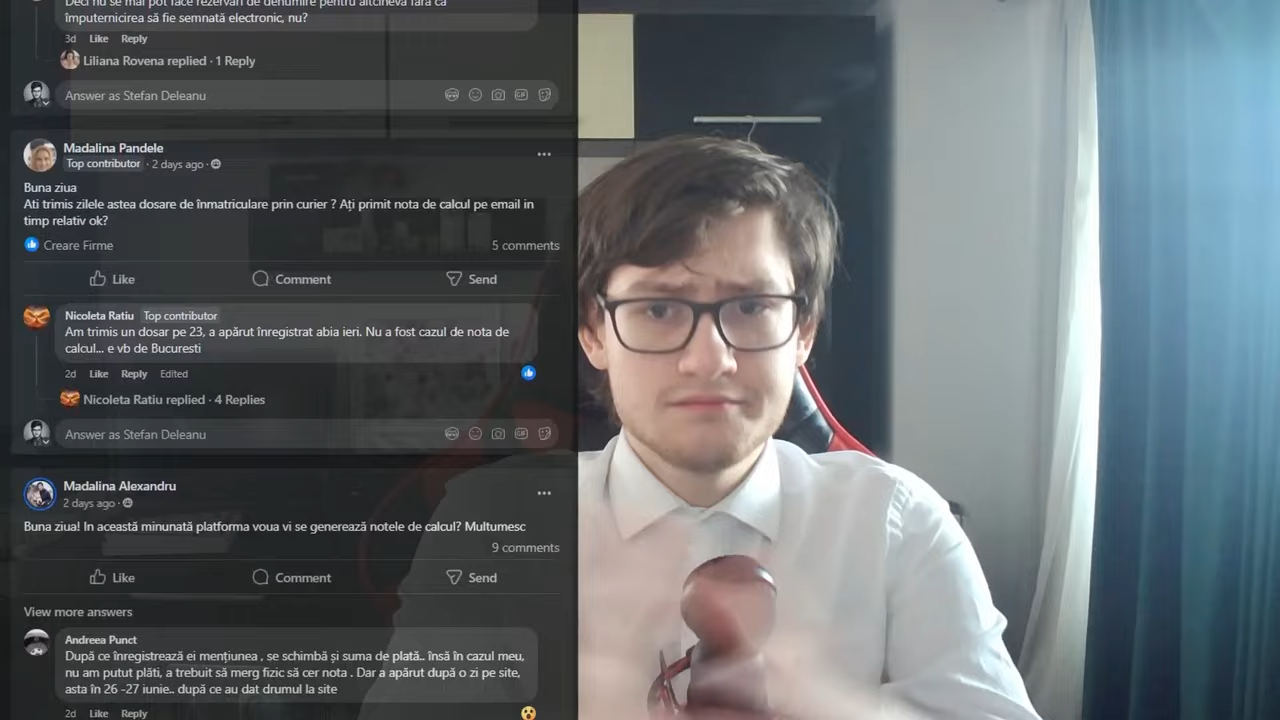 Deci nu se mai pot face rezervari de denumire pentru altcineva fara ca
împuternicirea să fie semnată electronic, nu?
3d Like Reply
Liliana Rovena replied · 1 Reply
Answer as Stefan Deleanu
Madalina Pandele
Top contributor · 2 days ago ·
Buna ziua
Ati trimis zilele astea dosare de înmatriculare prin curier ? Ați primit nota de calcul pe email in
timp relativ ok?
Creare Firme 5 comments
Like Comment Send
Nicoleta Ratiu Top contributor
Am trimis un dosar pe 23, a apărut înregistrat abia ieri. Nu a fost cazul de nota de
calcul... e vb de Bucuresti
2d Like Reply Edited
Nicoleta Ratiu replied · 4 Replies
Answer as Stefan Deleanu
Madalina Alexandru
2 days ago ·
Buna ziua! In această minunată platforma voua vi se generează notele de calcul? Multumesc
9 comments
Like Comment Send
View more answers
Andreea Punct
După ce înregistrează ei mențiunea , se schimbă și suma de plată.. însă în cazul meu,
nu am putut plăti, a trebuit să merg fizic să cer nota . Dar a apărut după o zi pe site,
asta în 26 -27 iunie.. după ce au dat drumul la site
2d Like Reply